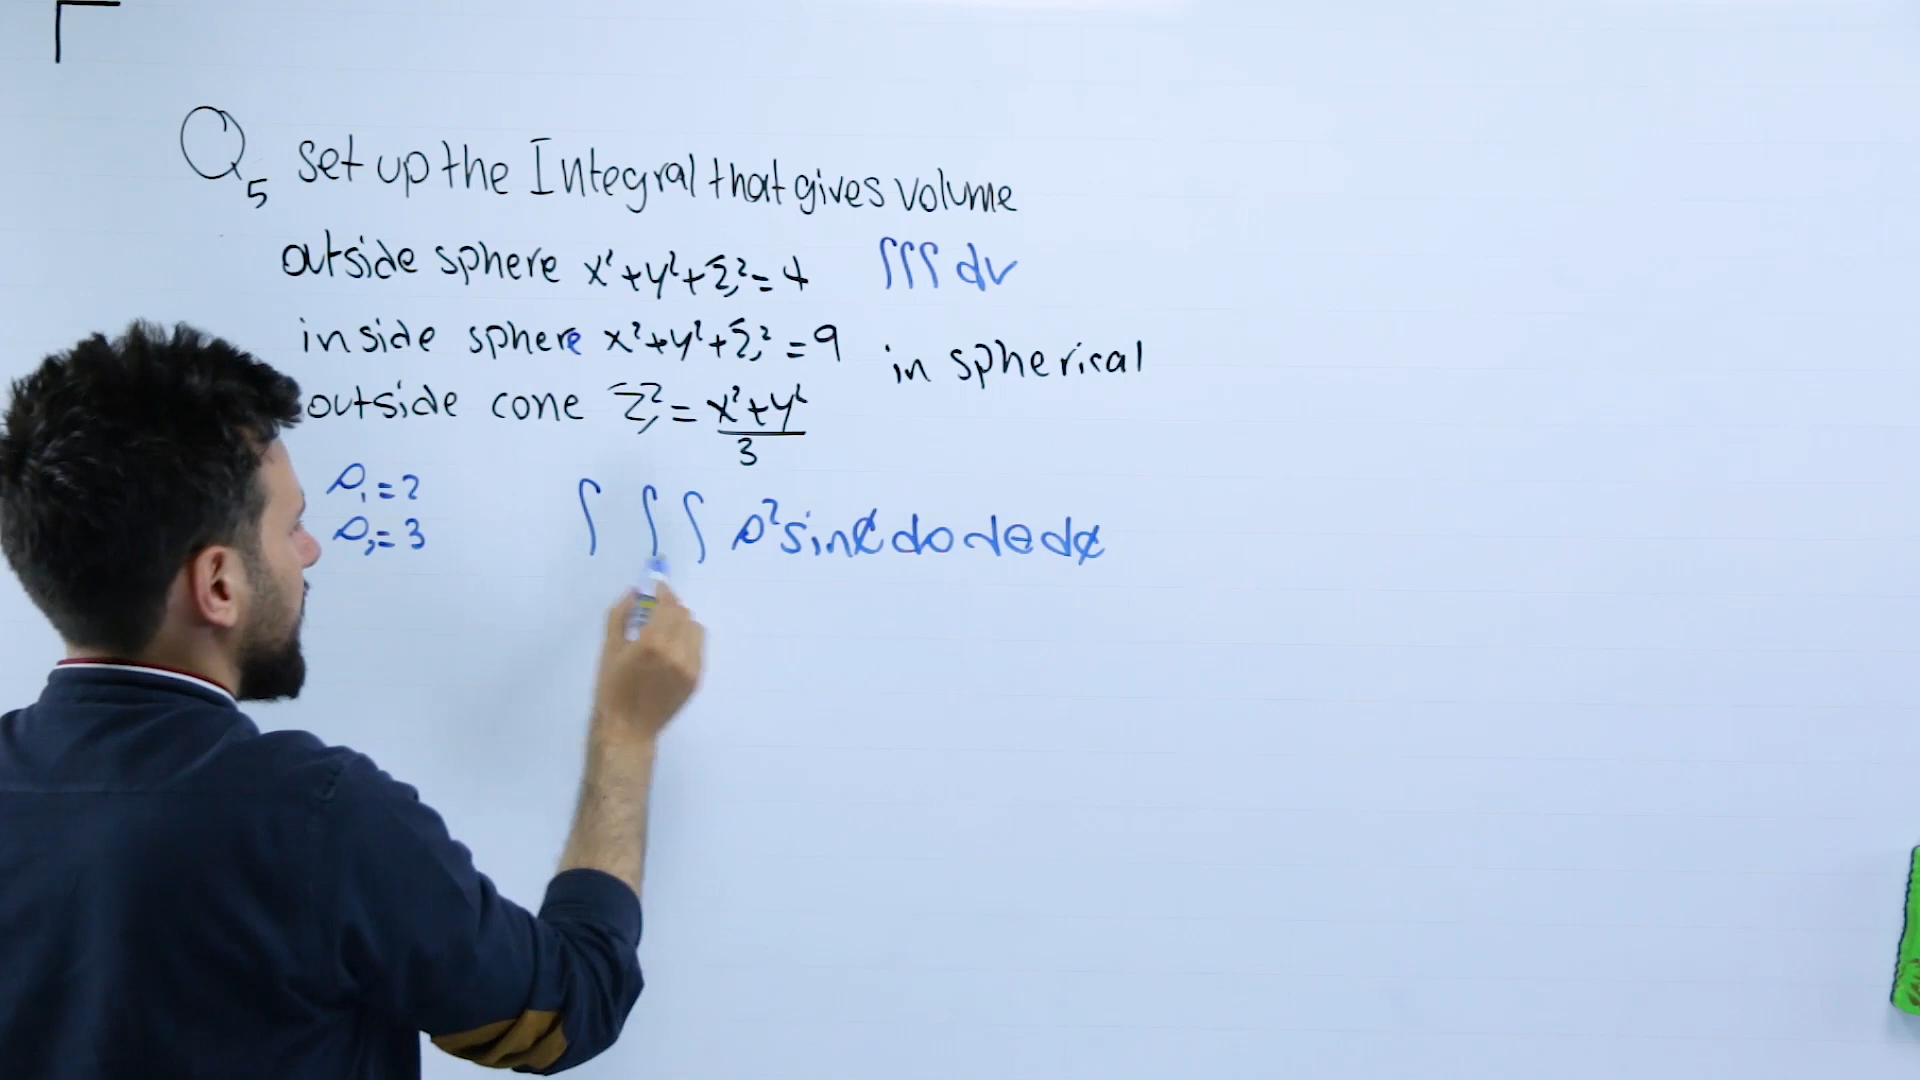 Q5 set up the Integral that gives volume
outside sphere x²+y²+z²=4 ∫∫∫ dv
inside sphere x²+y²+z²=9 in spherical
outside cone z²=x²+y²/3
ρ₁=2
ρ₂=3
∫ ∫ ∫ ρ²sinϕ dρ dθ dϕ